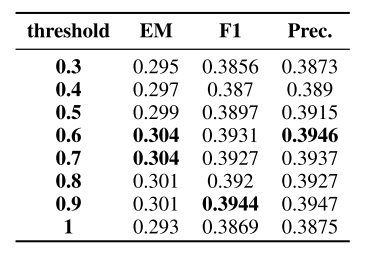 threshold EM F1 Prec.
0.3 0.295 0.3856 0.3873
0.4 0.297 0.387 0.389
0.5 0.299 0.3897 0.3915
0.6 0.304 0.3931 0.3946
0.7 0.304 0.3927 0.3937
0.8 0.301 0.392 0.3927
0.9 0.301 0.3944 0.3947
1 0.293 0.3869 0.3875